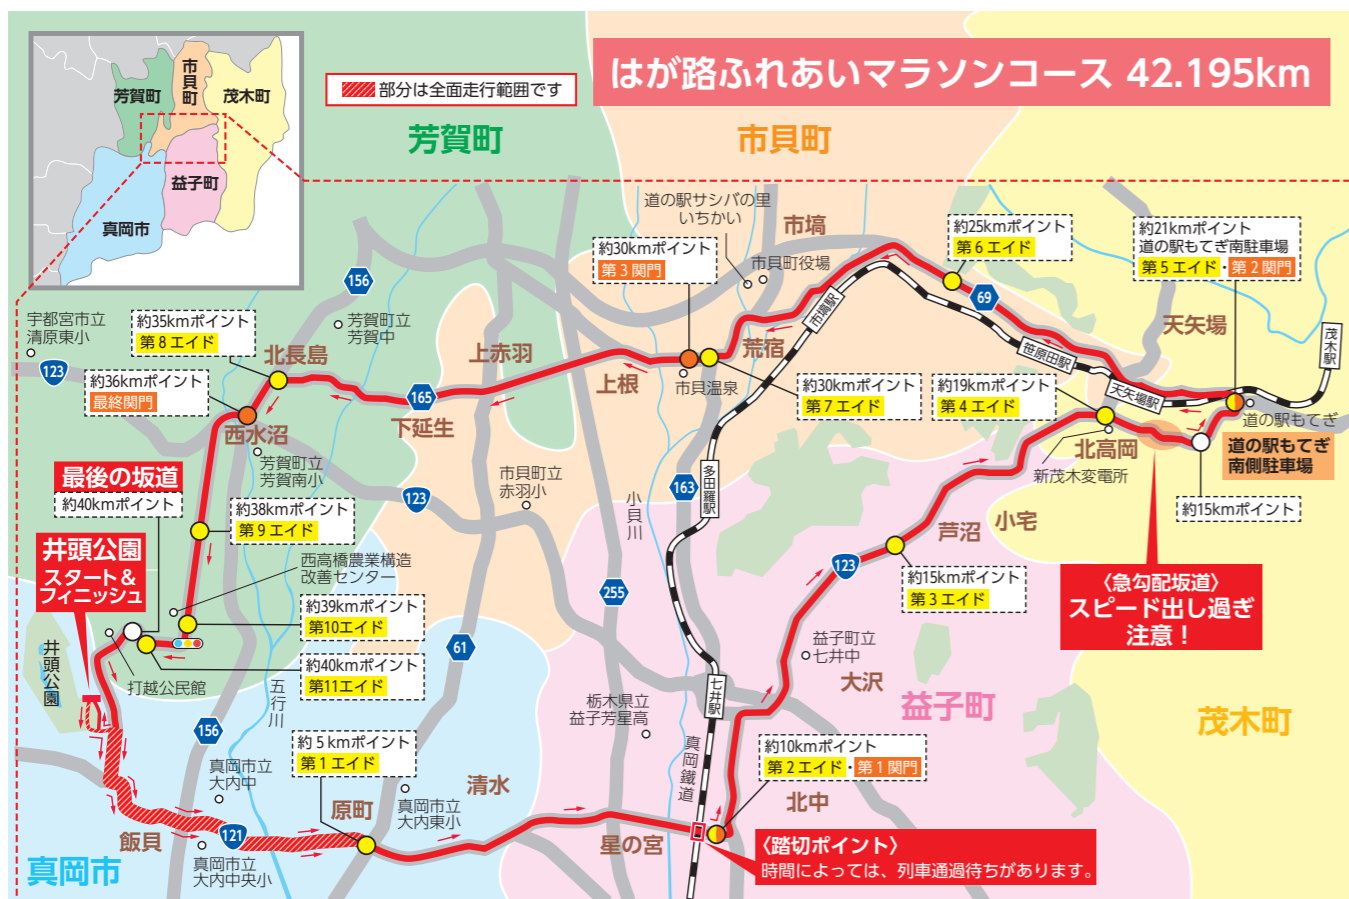 はが路ふれあいマラソンコース 42.195km
部分は全面走行範囲です
芳賀町
市貝町
茂木町
真岡市
益子町
芳賀町
市貝町
道の駅サシバの里
いちかい
市塙
市貝町役場
約30kmポイント
第3関門
約25kmポイント
第6エイド
約21kmポイント
道の駅もてぎ南駐車場
第5エイド・第2関門
156
69
天矢場
茂木駅
宇都宮市立
清原東小
123
約35kmポイント
第8エイド
芳賀町立
芳賀中
北長島
上赤羽
上根
荒宿
市塙駅
笹原田駅
天矢場駅
約36kmポイント
最終関門
165
下延生
市貝温泉
約30kmポイント
第7エイド
約19kmポイント
第4エイド
道の駅もてぎ
道の駅もてぎ
南側駐車場
北高岡
新茂木変電所
西水沼
芳賀町立
芳賀南小
市貝町立
赤羽小
123
163
多田羅駅
小貝川
最後の坂道
約40kmポイント
約38kmポイント
第9エイド
約15kmポイント
芦沼
小宅
井頭公園
スタート&
フィニッシュ
西高橋農業構造
改善センター
123
約15kmポイント
第3エイド
〈急勾配坂道〉
スピード出し過ぎ
注意！
約39kmポイント
第10エイド
255
61
井頭公園
打越公民館
約40kmポイント
第11エイド
五行川
益子町立
七井中
大沢
七井駅
益子町
茂木町
栃木県立
益子芳星高
156
真岡鐵道
約5kmポイント
第1エイド
約10kmポイント
第2エイド・第1関門
真岡市立
大内中
清水
原町
真岡市立
大内東小
北中
121
飯貝
真岡市立
大内中央小
星の宮
〈踏切ポイント〉
時間によっては、列車通過待ちがあります。
真岡市